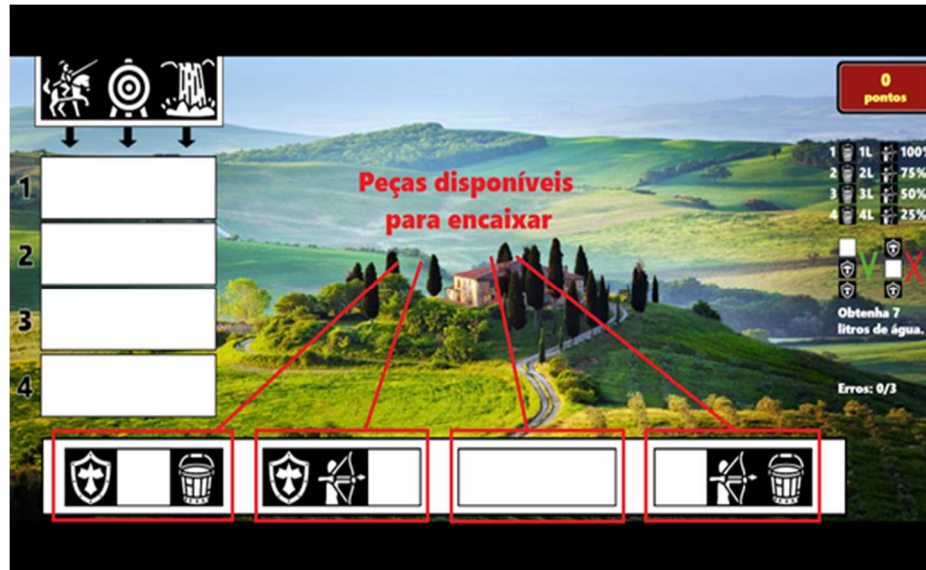 0
pontos
1 1L 100%
2 2L 75%
3 3L 50%
4 4L 25%
Peças disponíveis
para encaixar
1
2
3
4
Obtenha 7
litros de água.
Erros: 0/3